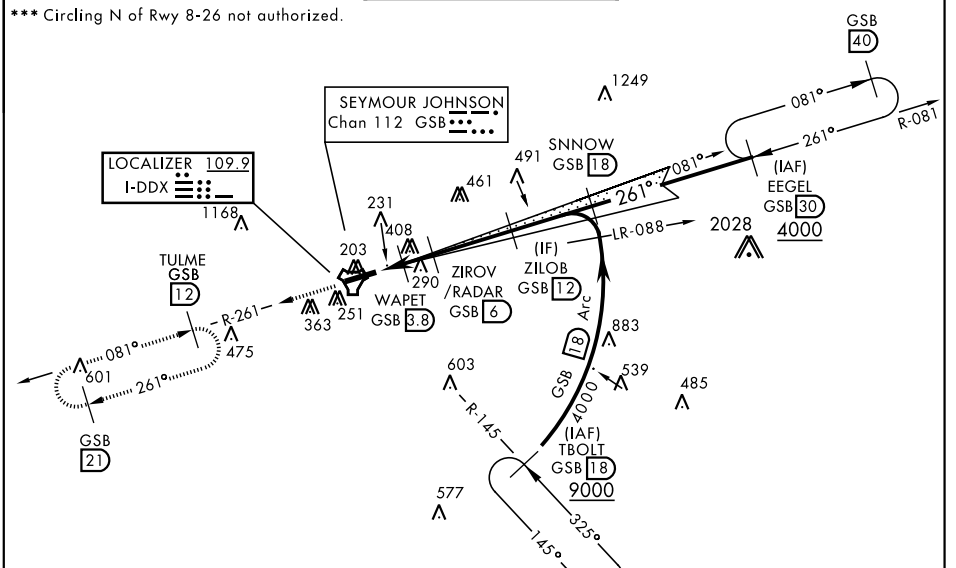 *** Circling N of Rwy 8-26 not authorized.
GSB
40
1249
081°
R-081
261°
SEYMOUR JOHNSON
Chan 112 GSB
SNNOW
GSB 18
081°
(IAF)
EEGEL
GSB 30
4000
491
LOCALIZER 109.9
I-DDX
461
261°
1168
231
408
LR-088
2028
203
TULME
GSB
12
290
ZIROV
/RADAR
GSB 6
(IF)
ZILOB
GSB 12
WAPET
GSB 3.8
R-261
363
251
475
081°
601
261°
GSB 18 Arc
883
603
539
4000
485
R-145
GSB
21
(IAF)
TBOLT
GSB 18
9000
577
325°
145°